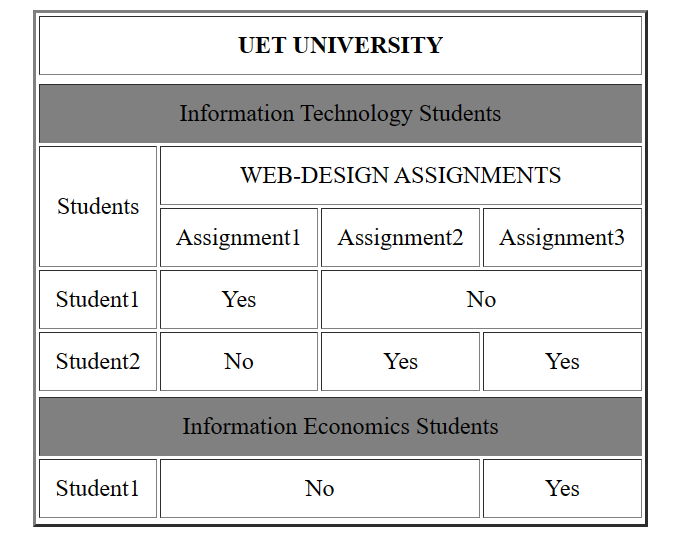 UET UNIVERSITY
Information Technology Students
Students
WEB-DESIGN ASSIGNMENTS
Assignment1 Assignment2 Assignment3
Student1 Yes No
Student2 No Yes Yes
Information Economics Students
Student1 No Yes